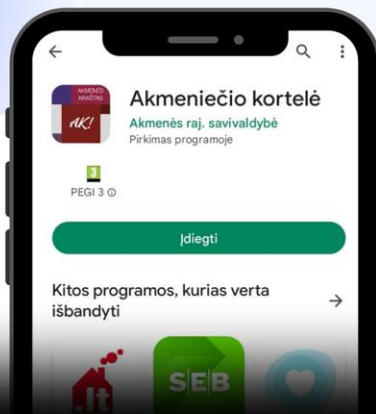 AKMENĖS
KRAŠTAS
AK!
Akmeniečio kortelė
Akmenės raj. savivaldybė
Pirkimas programoje
3
PEGI 3
Įdiegti
Kitos programos, kurias verta
išbandyti
.lt
SEB